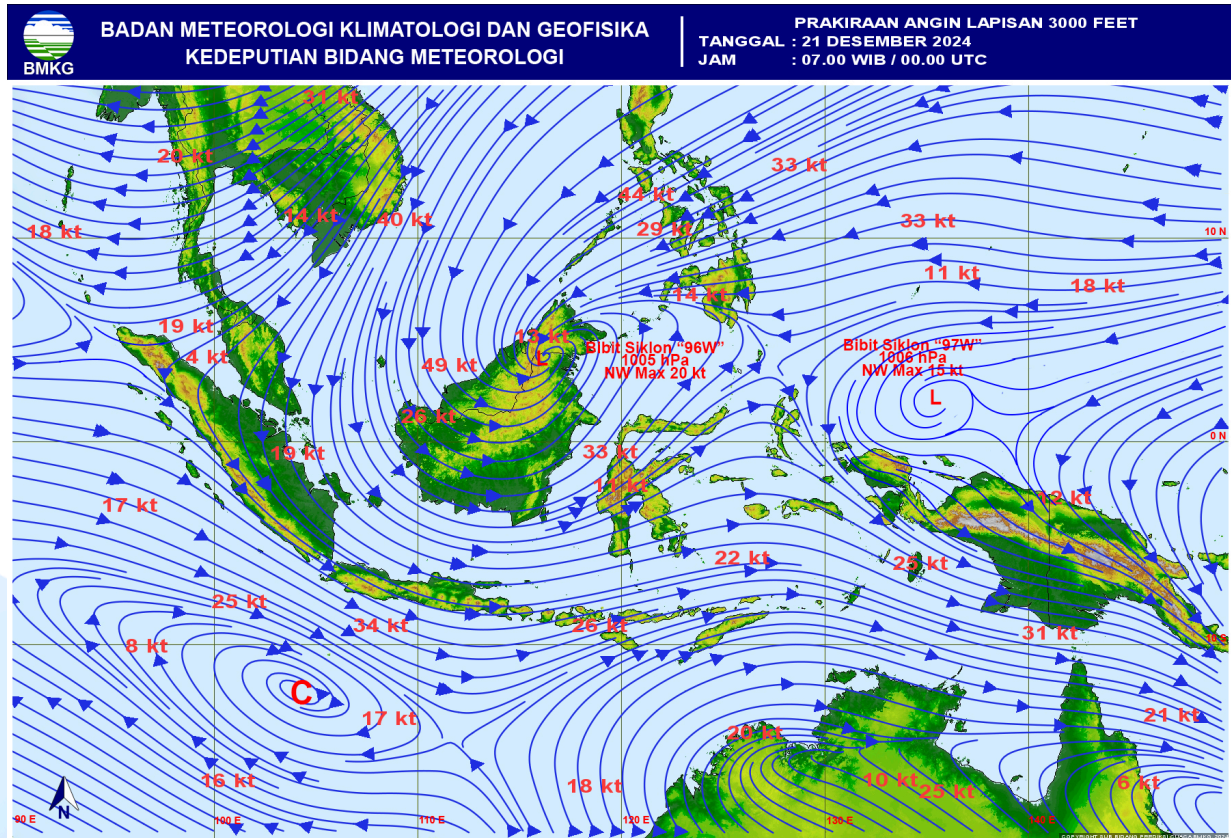 BMKG
BADAN METEOROLOGI KLIMATOLOGI DAN GEOFISIKA
KEDEPUTIAN BIDANG METEOROLOGI
PRAKIRAAN ANGIN LAPISAN 3000 FEET
TANGGAL : 21 DESEMBER 2024
JAM : 07.00 WIB / 00.00 UTC
31 kt
20 kt
33 kt
44 kt
14 kt
40 kt
33 kt
18 kt
29 kt
10 N
11 kt
18 kt
14 kt
19 kt
13 kt
4 kt
L
Bibit Siklon “96W”
1005 hPa
NW Max 20 kt
Bibit Siklon “97W”
1006 hPa
NW Max 15 kt
49 kt
L
26 kt
0 N
19 kt
33 kt
11 kt
17 kt
22 kt
25 kt
25 kt
34 kt
26 kt
31 kt
10 S
8 kt
C
17 kt
21 kt
20 kt
16 kt
18 kt
10 kt
25 kt
6 kt
N
90 E
100 E
110 E
120 E
130 E
140 E